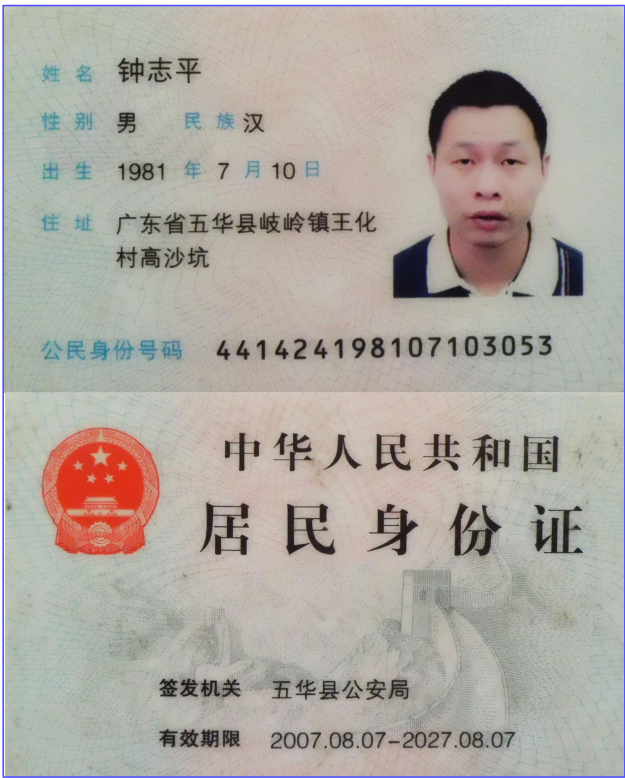 姓名 钟志平
性别 男 民族 汉
出生 1981 年 7 月 10 日
住址 广东省五华县岐岭镇王化
村高沙坑
公民身份号码 441424198107103053
中华人民共和国
居民身份证
签发机关 五华县公安局
有效期限 2007.08.07-2027.08.07